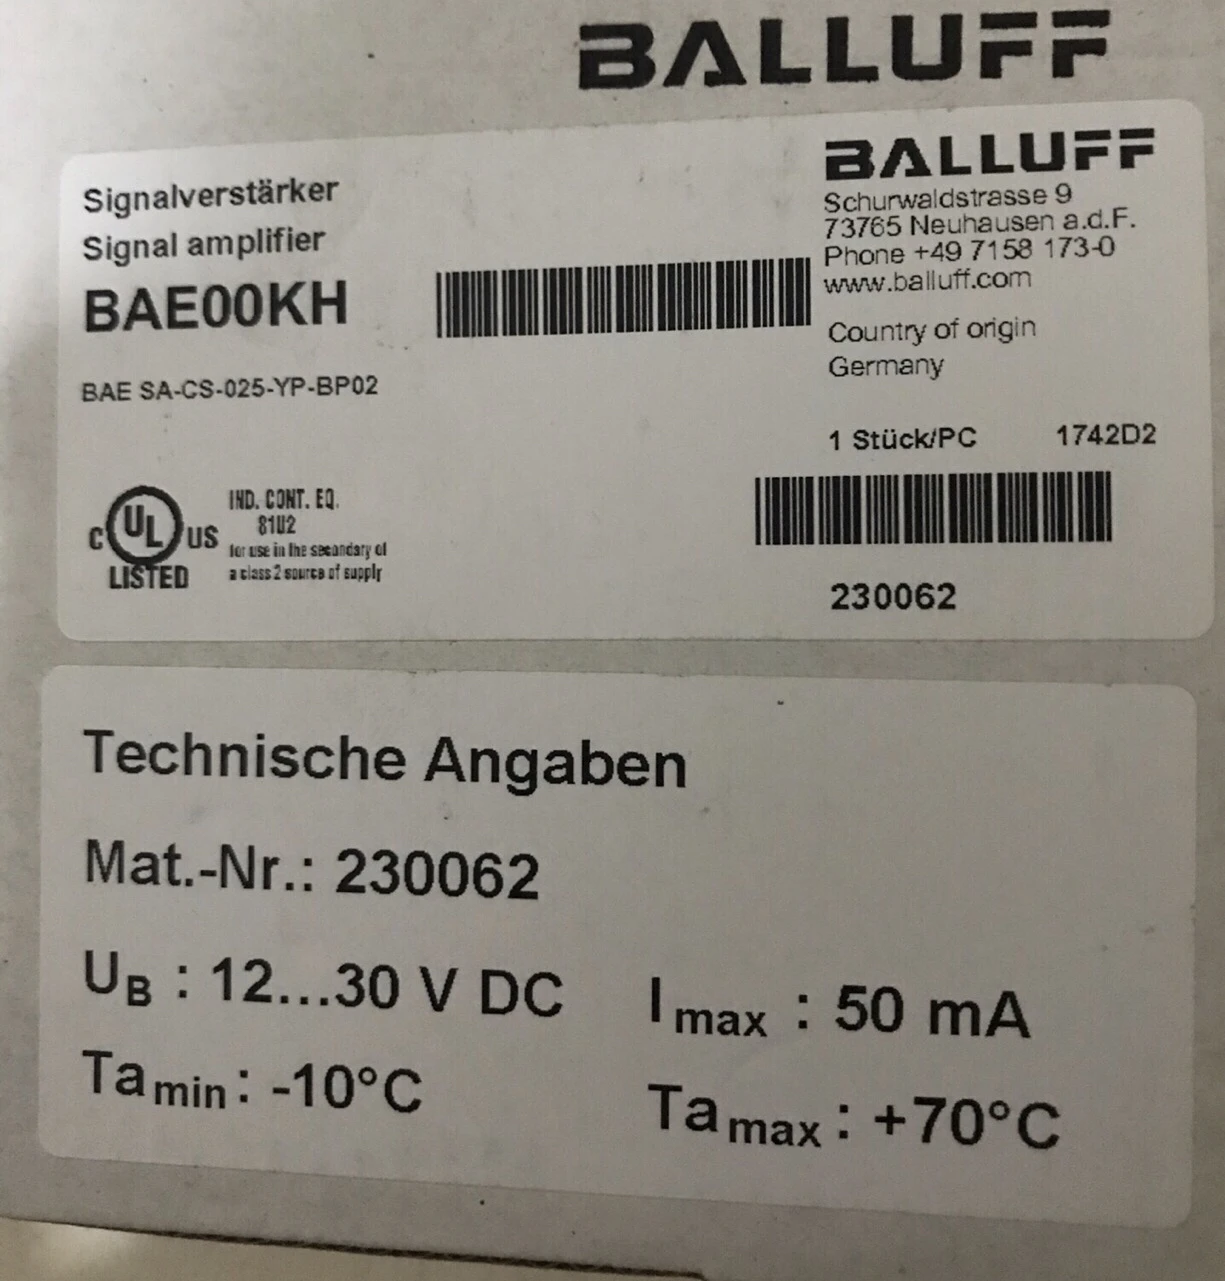 BALLUFF
Signalverstärker
Signal amplifier
BAE00KH
BAE SA-CS-025-YP-BP02
C UL US
LISTED
IND. CONT. EQ.
81U2
for use in the secondary of
a class 2 source of supply
BALLUFF
Schurwaldstrasse 9
73765 Neuhausen a.d.F.
Phone +49 7158 173-0
www.balluff.com
Country of origin
Germany
1 Stück/PC 1742D2
230062
Technische Angaben
Mat.-Nr.: 230062
UB : 12...30 V DC Imax : 50 mA
Tamin: -10°C Tamax: +70°C